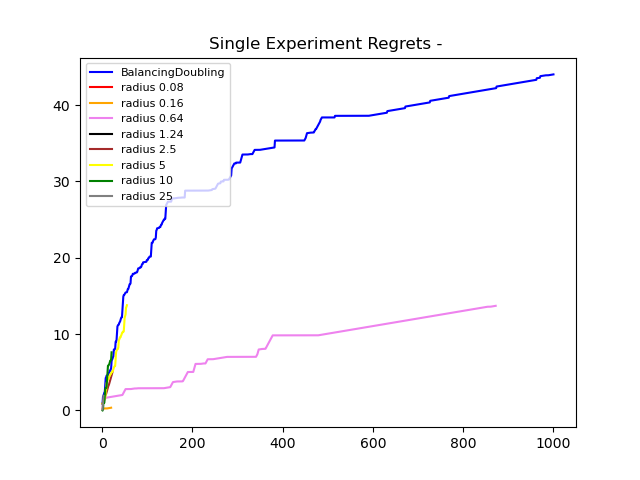 Single Experiment Regrets -
BalancingDoubling
radius 0.08
radius 0.16
radius 0.64
radius 1.24
radius 2.5
radius 5
radius 10
radius 25
40
30
20
10
0
0 200 400 600 800 1000